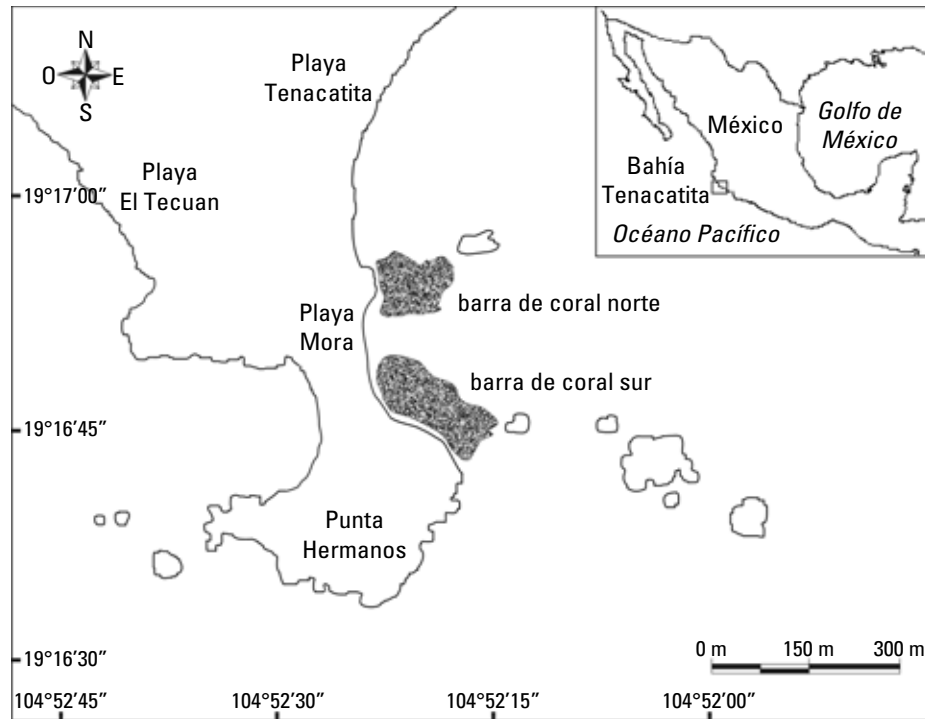 N
O
E
S
Playa
Tenacatita
Playa
El Tecuan
19°17'00"
México
Golfo de
México
Bahía
Tenacatita
Océano Pacífico
barra de coral norte
Playa
Mora
barra de coral sur
19°16'45"
Punta
Hermanos
0 m
150 m
300 m
19°16'30"
104°52'45"
104°52'30"
104°52'15"
104°52'00"